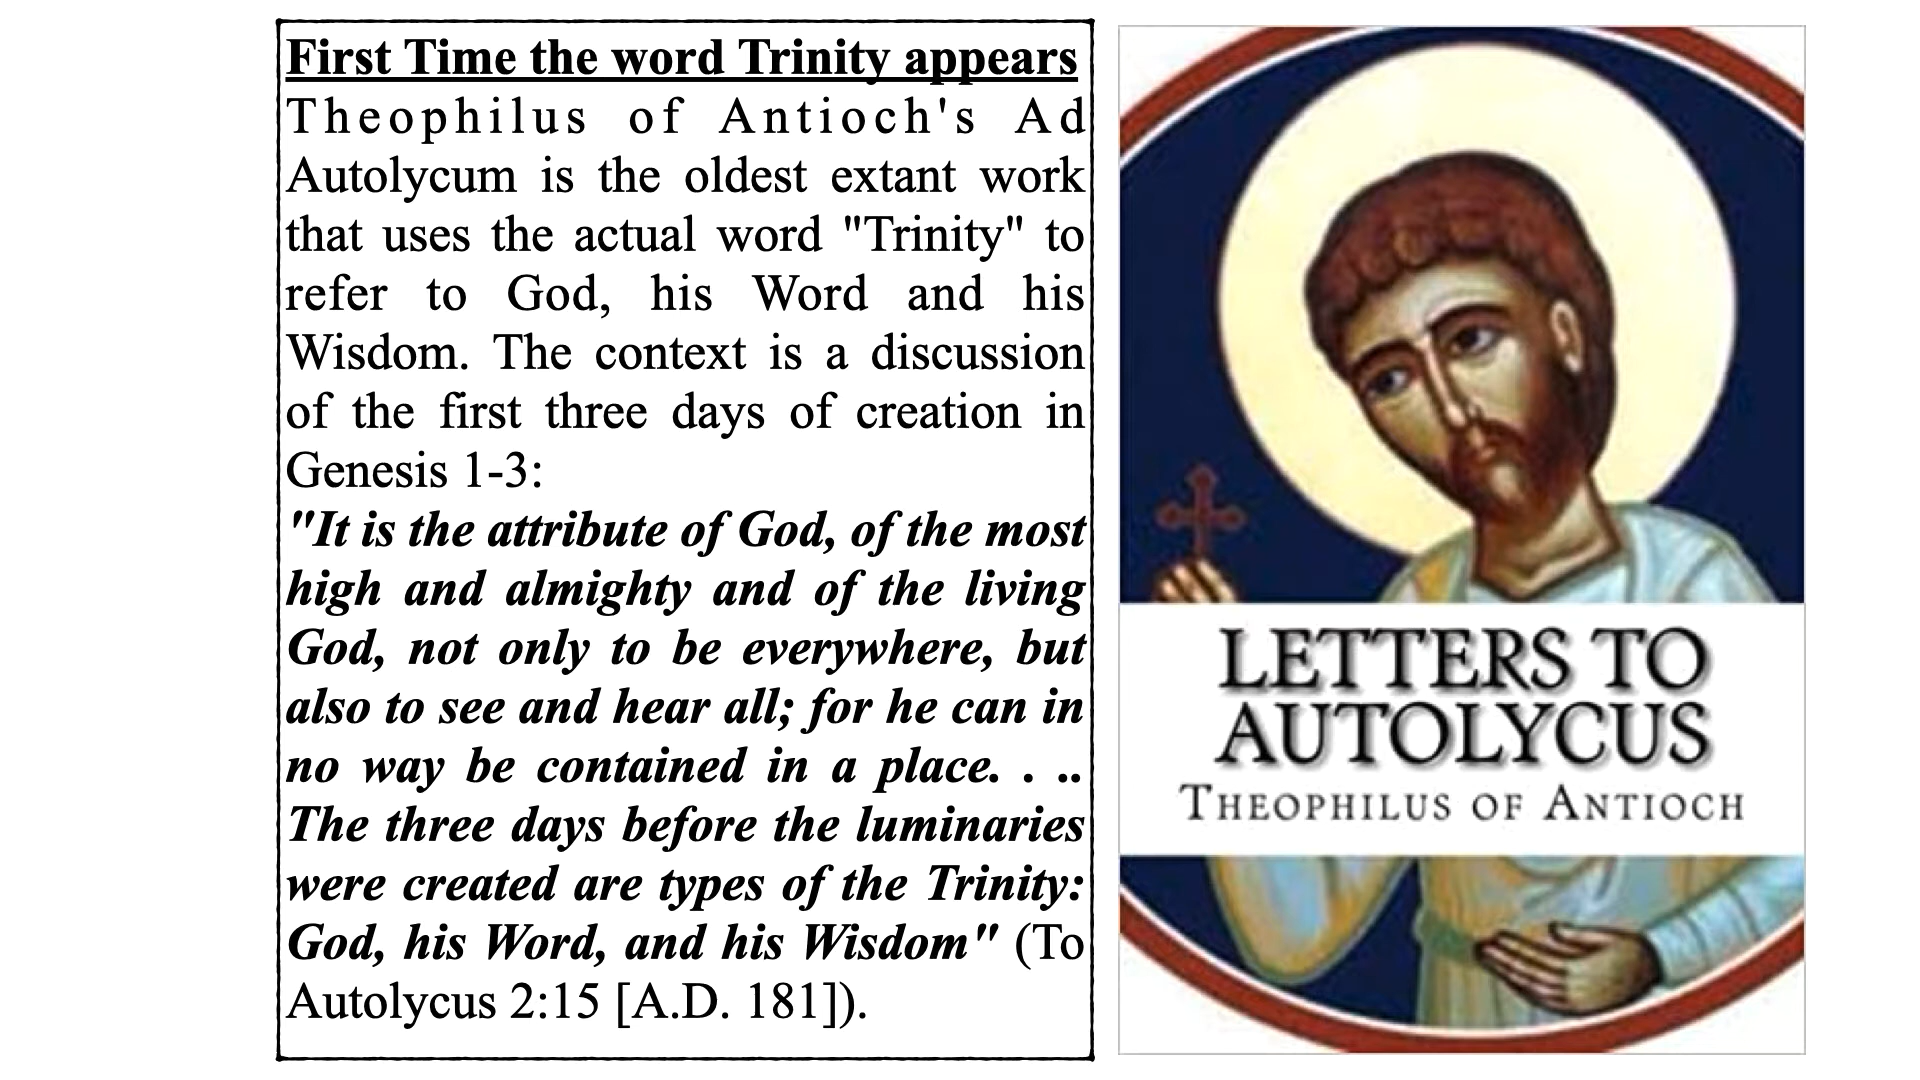 First Time the word Trinity appears
Theophilus of Antioch's Ad
Autolycum is the oldest extant work
that uses the actual word "Trinity" to
refer to God, his Word and his
Wisdom. The context is a discussion
of the first three days of creation in
Genesis 1-3:
"It is the attribute of God, of the most
high and almighty and of the living
God, not only to be everywhere, but
also to see and hear all; for he can in
no way be contained in a place. . ..
The three days before the luminaries
were created are types of the Trinity:
God, his Word, and his Wisdom" (To
Autolycus 2:15 [A.D. 181]).
LETTERS TO
AUTOLYCUS
THEOPHILUS OF ANTIOCH